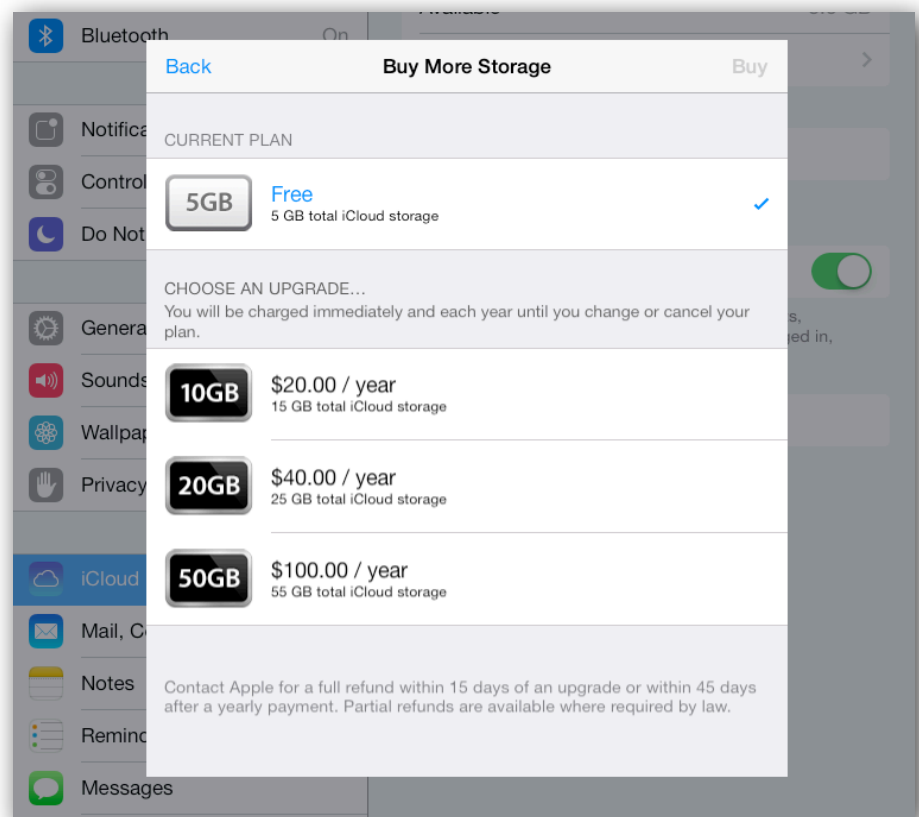 Bluetooth
On
Notifica
Control
Do Not
Genera
Sounds
Wallpap
Privacy
iCloud
Mail, C
Notes
Remind
Messages
Back
Buy More Storage
Buy
CURRENT PLAN
5GB
Free
5 GB total iCloud storage
CHOOSE AN UPGRADE...
You will be charged immediately and each year until you change or cancel your
plan.
10GB
$20.00 / year
15 GB total iCloud storage
20GB
$40.00 / year
25 GB total iCloud storage
50GB
$100.00 / year
55 GB total iCloud storage
Contact Apple for a full refund within 15 days of an upgrade or within 45 days
after a yearly payment. Partial refunds are available where required by law.
s,
ged in,